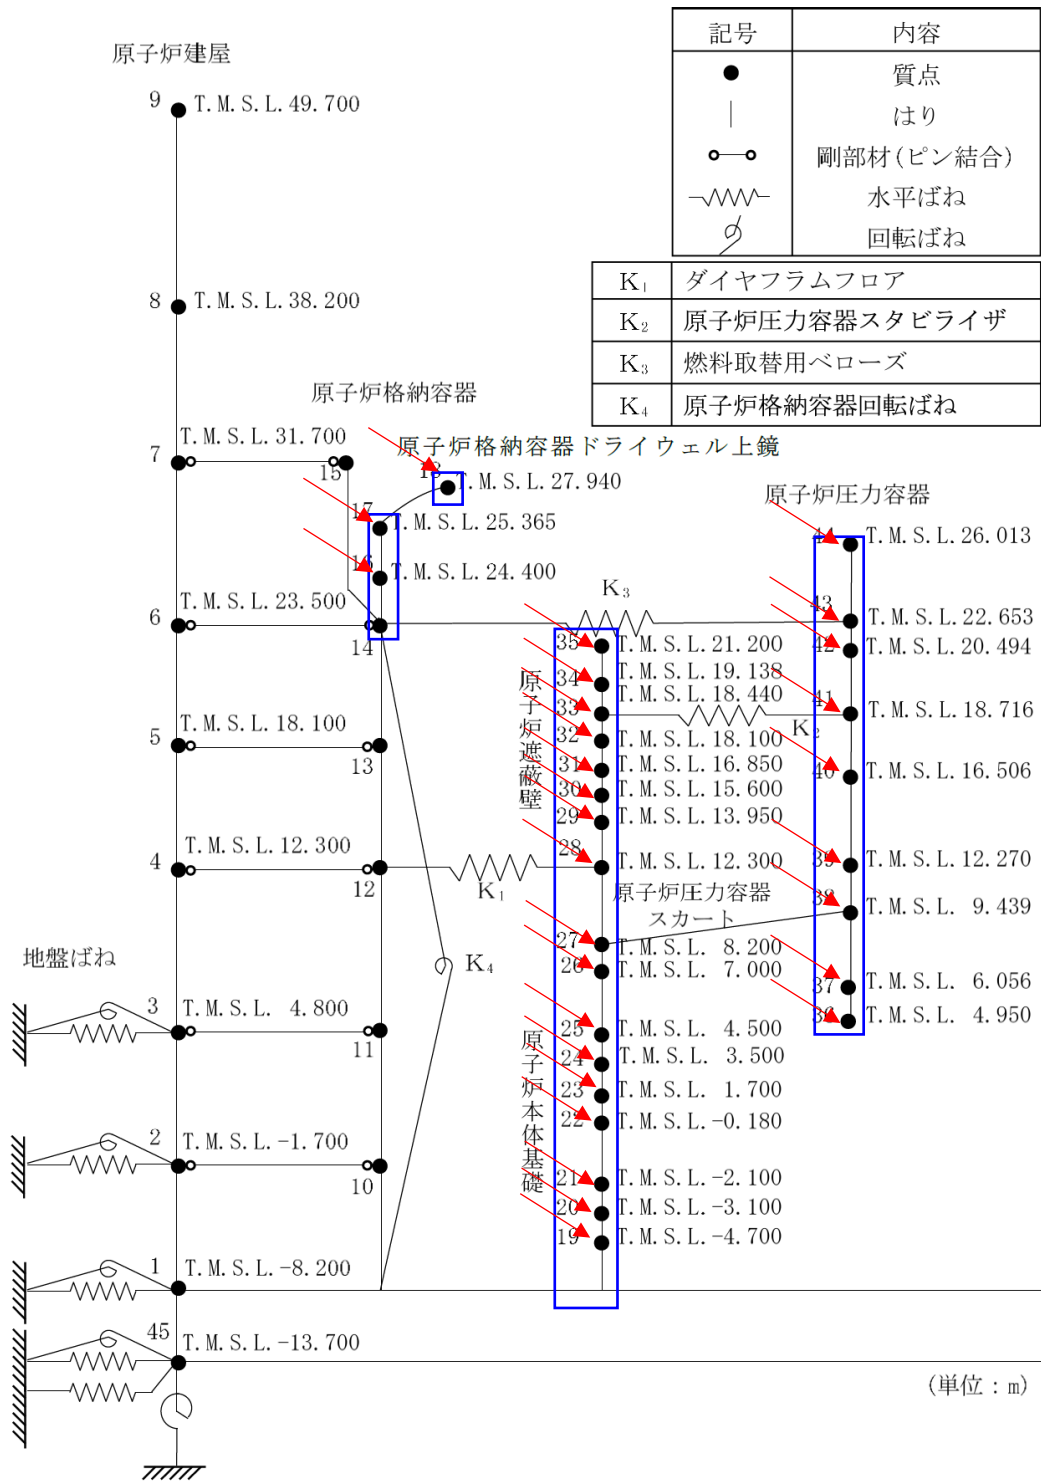 記号 内容
質点
はり
剛部材(ピン結合)
水平ばね
回転ばね
K₁ ダイヤフラムフロア
K₂ 原子炉圧力容器スタビライザ
K₃ 燃料取替用ベローズ
K₄ 原子炉格納容器回転ばね
原子炉建屋
9 T.M.S.L.49.700
8 T.M.S.L.38.200
7 T.M.S.L.31.700
6 T.M.S.L.23.500
5 T.M.S.L.18.100
4 T.M.S.L.12.300
地盤ばね
3 T.M.S.L. 4.800
2 T.M.S.L.-1.700
1 T.M.S.L.-8.200
45 T.M.S.L.-13.700
原子炉格納容器
15
原子炉格納容器ドライウェル上鏡
18 T.M.S.L.27.940
17 T.M.S.L.25.365
16 T.M.S.L.24.400
14
13
12
11
10
K₃
K₁
K₄
K₂
35 T.M.S.L.21.200
34 T.M.S.L.19.138
33 T.M.S.L.18.440
32 T.M.S.L.18.100
31 T.M.S.L.16.850
30 T.M.S.L.15.600
29 T.M.S.L.13.950
28 T.M.S.L.12.300
原子炉遮蔽壁
原子炉圧力容器
スカート
27 T.M.S.L. 8.200
26 T.M.S.L. 7.000
25 T.M.S.L. 4.500
24 T.M.S.L. 3.500
23 T.M.S.L. 1.700
22 T.M.S.L.-0.180
21 T.M.S.L.-2.100
20 T.M.S.L.-3.100
19 T.M.S.L.-4.700
原子炉本体基礎
原子炉圧力容器
44 T.M.S.L.26.013
43 T.M.S.L.22.653
42 T.M.S.L.20.494
41 T.M.S.L.18.716
40 T.M.S.L.16.506
39 T.M.S.L.12.270
38 T.M.S.L. 9.439
37 T.M.S.L. 6.056
36 T.M.S.L. 4.950
(単位：m)